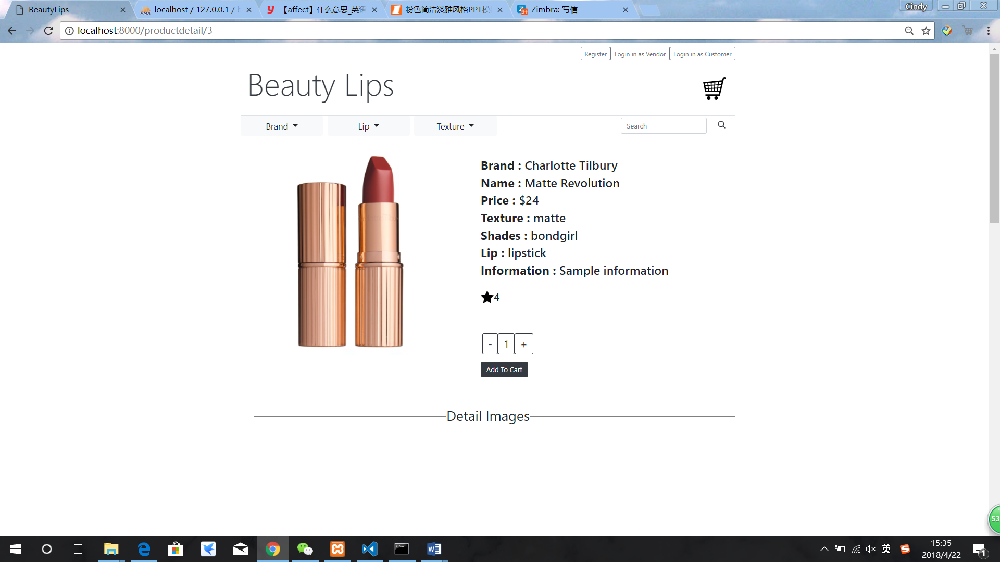 BeautyLips
localhost / 127.0.0.1 / b
【affect】什么意思_英语
粉色简洁淡雅风格PPT模
Zimbra: 写信
Cindy
localhost:8000/productdetail/3
Register
Login in as Vendor
Login in as Customer
Beauty Lips
Brand
Lip
Texture
Search
Brand : Charlotte Tilbury
Name : Matte Revolution
Price : $24
Texture : matte
Shades : bondgirl
Lip : lipstick
Information : Sample information
4
- 1 +
Add To Cart
Detail Images
53
英
15:35
2018/4/22
1